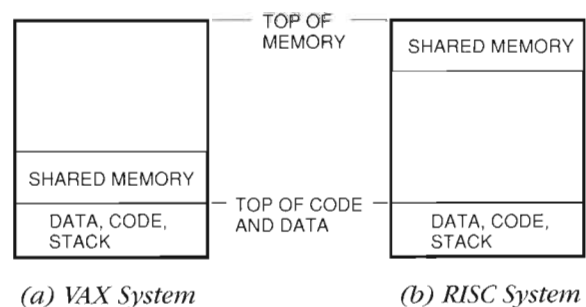 TOP OF
MEMORY
SHARED MEMORY
SHARED MEMORY
TOP OF CODE
AND DATA
DATA, CODE,
STACK
DATA, CODE,
STACK
(a) VAX System
(b) RISC System